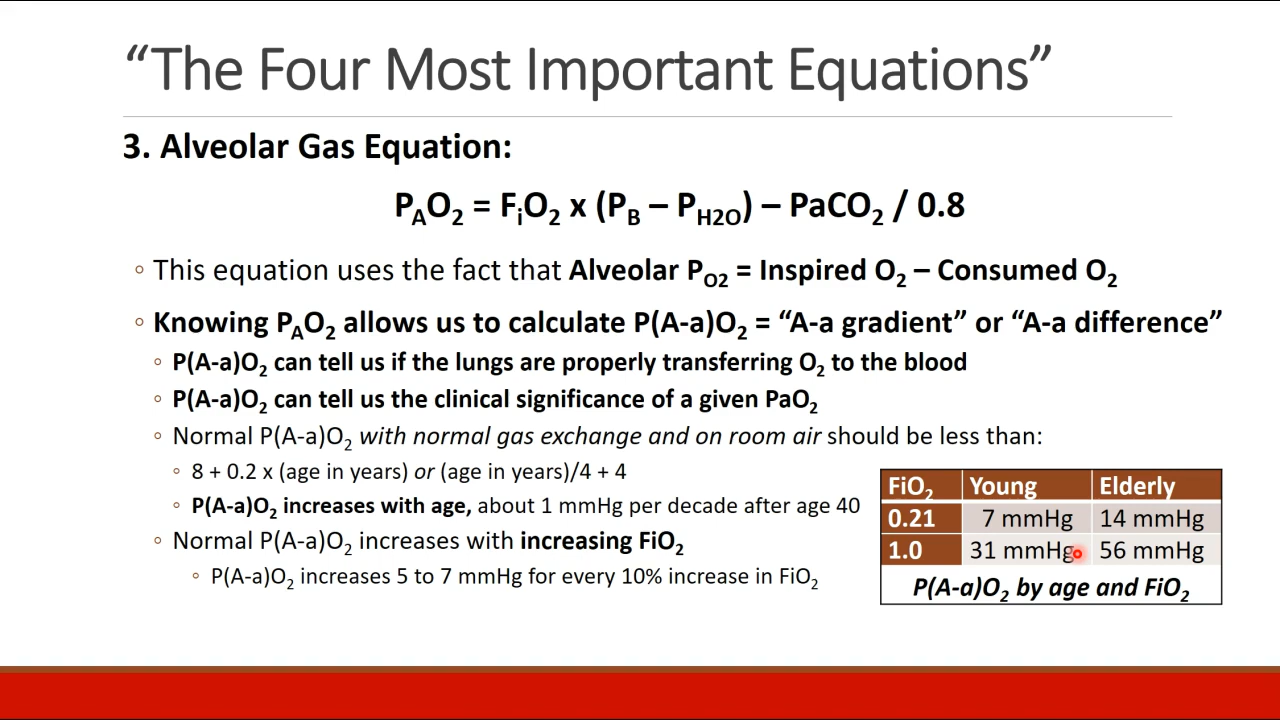 “The Four Most Important Equations”
3. Alveolar Gas Equation:
PAO2 = FiO2 x (PB – PH2O) – PaCO2 / 0.8
◦ This equation uses the fact that Alveolar PO2 = Inspired O2 – Consumed O2
◦ Knowing PAO2 allows us to calculate P(A-a)O2 = “A-a gradient” or “A-a difference”
◦ P(A-a)O2 can tell us if the lungs are properly transferring O2 to the blood
◦ P(A-a)O2 can tell us the clinical significance of a given PaO2
◦ Normal P(A-a)O2 with normal gas exchange and on room air should be less than:
◦ 8 + 0.2 x (age in years) or (age in years)/4 + 4
◦ P(A-a)O2 increases with age, about 1 mmHg per decade after age 40
◦ Normal P(A-a)O2 increases with increasing FiO2
◦ P(A-a)O2 increases 5 to 7 mmHg for every 10% increase in FiO2
FiO2 Young Elderly
0.21 7 mmHg 14 mmHg
1.0 31 mmHg 56 mmHg
P(A-a)O2 by age and FiO2